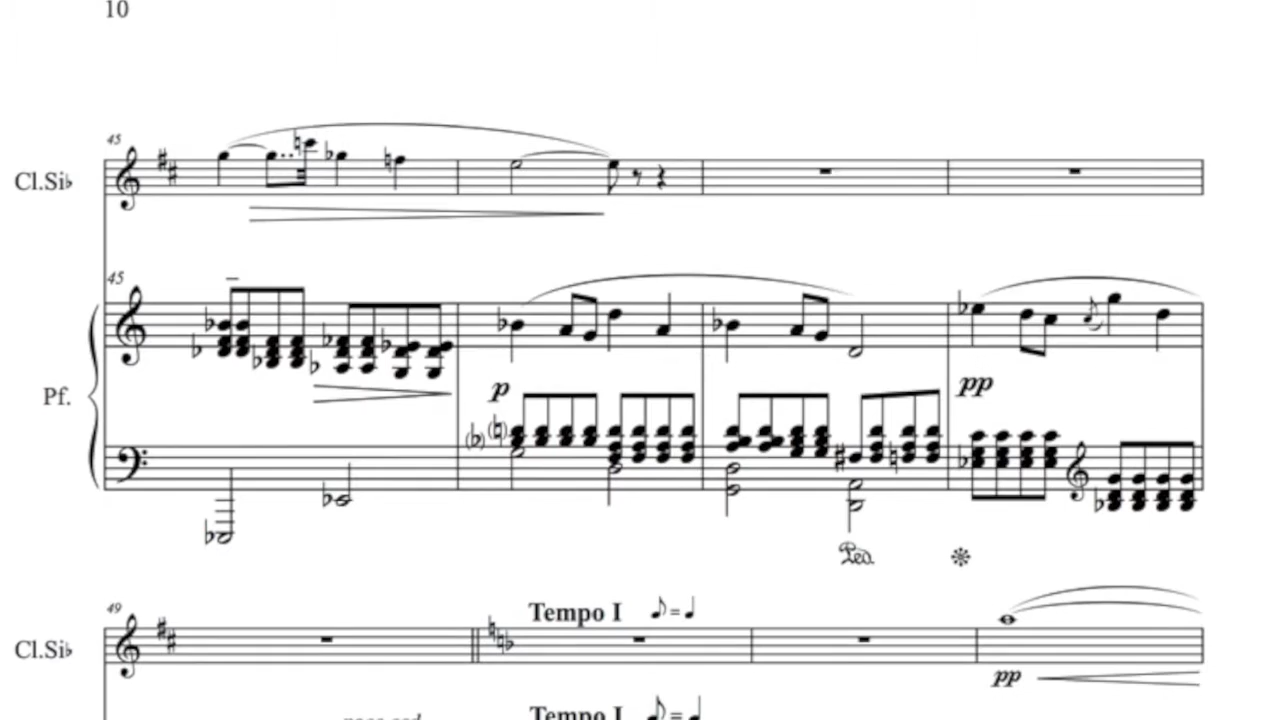 10
45
Cl.Si♭
45
Pf.
p
pp
Ped.
49
Tempo I ♪=♩
Cl.Si♭
pp
Tempo I ♪=♩